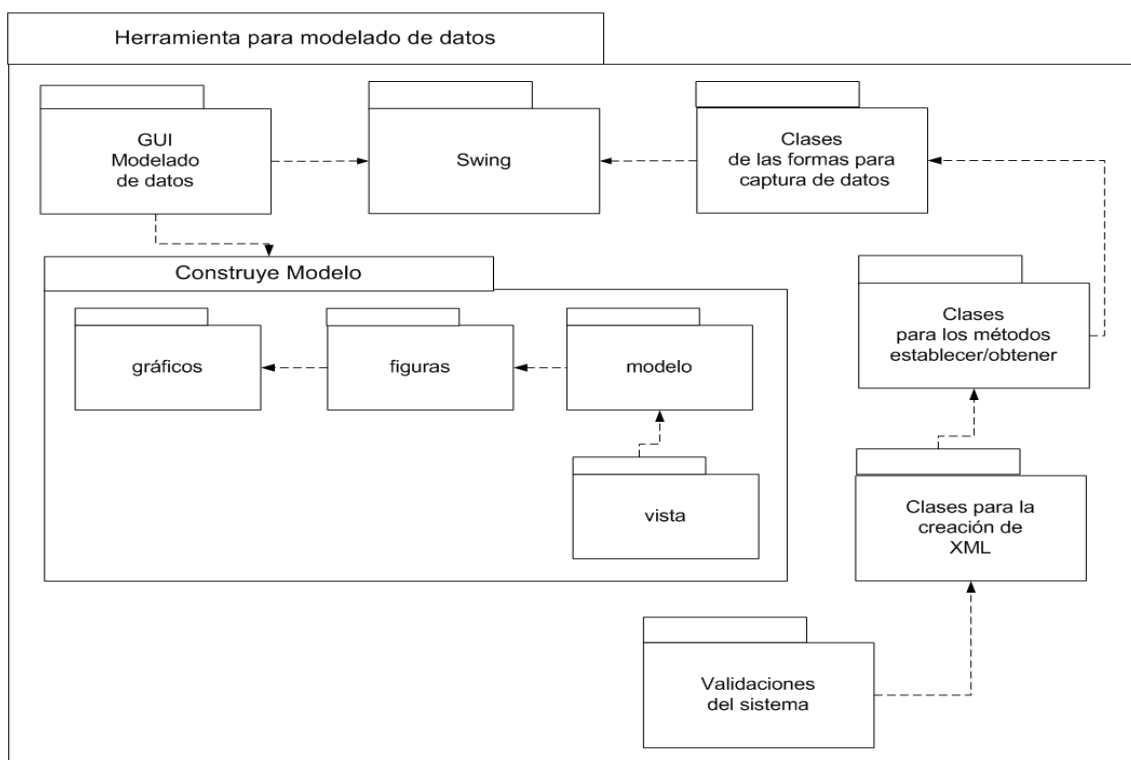 Herramienta para modelado de datos
GUI
Modelado
de datos
Swing
Clases
de las formas para
captura de datos
Construye Modelo
gráficos
figuras
modelo
vista
Clases
para los métodos
establecer/obtener
Clases para la
creación de
XML
Validaciones
del sistema